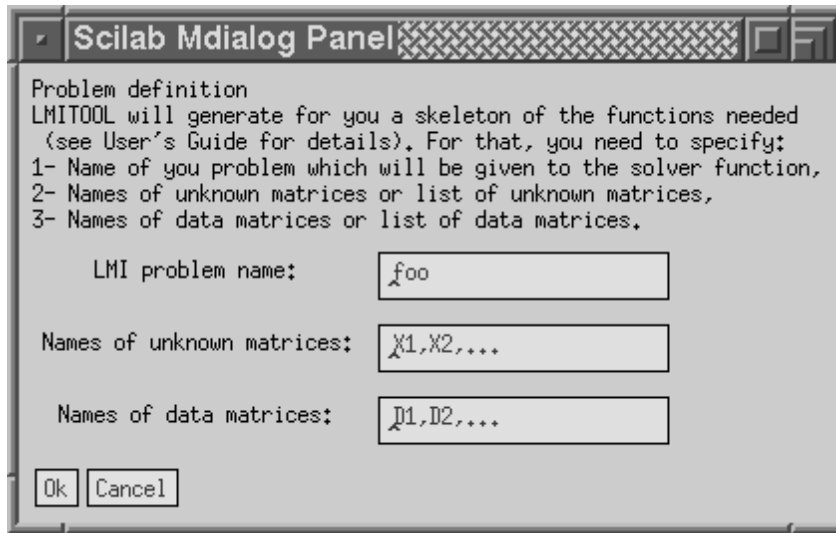 Scilab Mdialog Panel
Problem definition
LMITOOL will generate for you a skeleton of the functions needed
(see User's Guide for details). For that, you need to specify:
1- Name of you problem which will be given to the solver function,
2- Names of unknown matrices or list of unknown matrices,
3- Names of data matrices or list of data matrices.
LMI problem name: foo
Names of unknown matrices: X1,X2,...
Names of data matrices: D1,D2,...
Ok Cancel